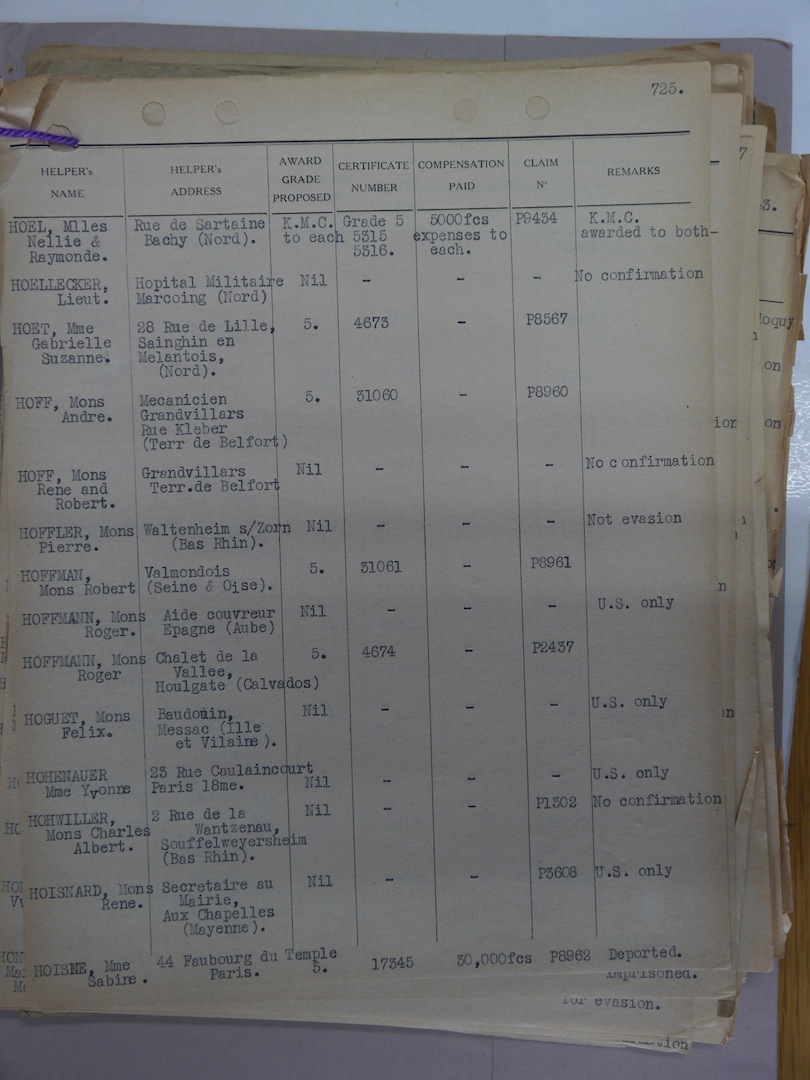 725.
HELPER's NAME | HELPER's ADDRESS | AWARD GRADE PROPOSED | CERTIFICATE NUMBER | COMPENSATION PAID | CLAIM N° | REMARKS
HOEL, Mlles Rue de Sartaine K.M.C. Grade 5 5000fcs P9434 K.M.C.
Nellie & Bachy (Nord). to each 5315 expenses to awarded to both-
Raymonde. 5316. each.
HOELLECKER, Hopital Militaire Nil - - - No confirmation
Lieut. Marcoing (Nord)
HOET, Mme 28 Rue de Lille, 5. 4673 - P8567
Gabrielle Sainghin en
Suzanne. Melantois,
(Nord).
HOFF, Mons Mecanicien 5. 31060 - P8960
Andre. Grandvillars
Rue Kleber
(Terr de Belfort)
HOFF, Mons Grandvillars Nil - - - No confirmation
Rene and Terr.de Belfort
Robert.
HOFFLER, Mons Waltenheim s/Zorn Nil - - - Not evasion
Pierre. (Bas Rhin).
HOFFMAN, Valmondois 5. 31061 - P8961
Mons Robert (Seine & Oise).
HOFFMANN, Mons Aide couvreur Nil - - - U.S. only
Roger. Epagne (Aube)
HOFFMANN, Mons Chalet de la 5. 4674 - P2437
Roger Vallee,
Houlgate (Calvados)
HOGUET, Mons Baudouin, Nil - - - U.S. only
Felix. Messac (Ille
et Vilaine ).
HOHENAUER 23 Rue Caulaincourt
Mme Yvonne Paris 18me. Nil - - - U.S. only
HOHWILLER, 2 Rue de la Nil - - P1302 No confirmation
Mons Charles Wantzenau,
Albert. Souffelweyersheim
(Bas Rhin).
HOISNARD, Mons Secretaire au Nil - - P3608 U.S. only
Rene. Mairie,
Aux Chapelles
(Mayenne).
HOISNE, Mme 44 Faubourg du Temple 17345 30,000fcs P8962 Deported.
Sabine. Paris. 5.
imprisoned.
for evasion.